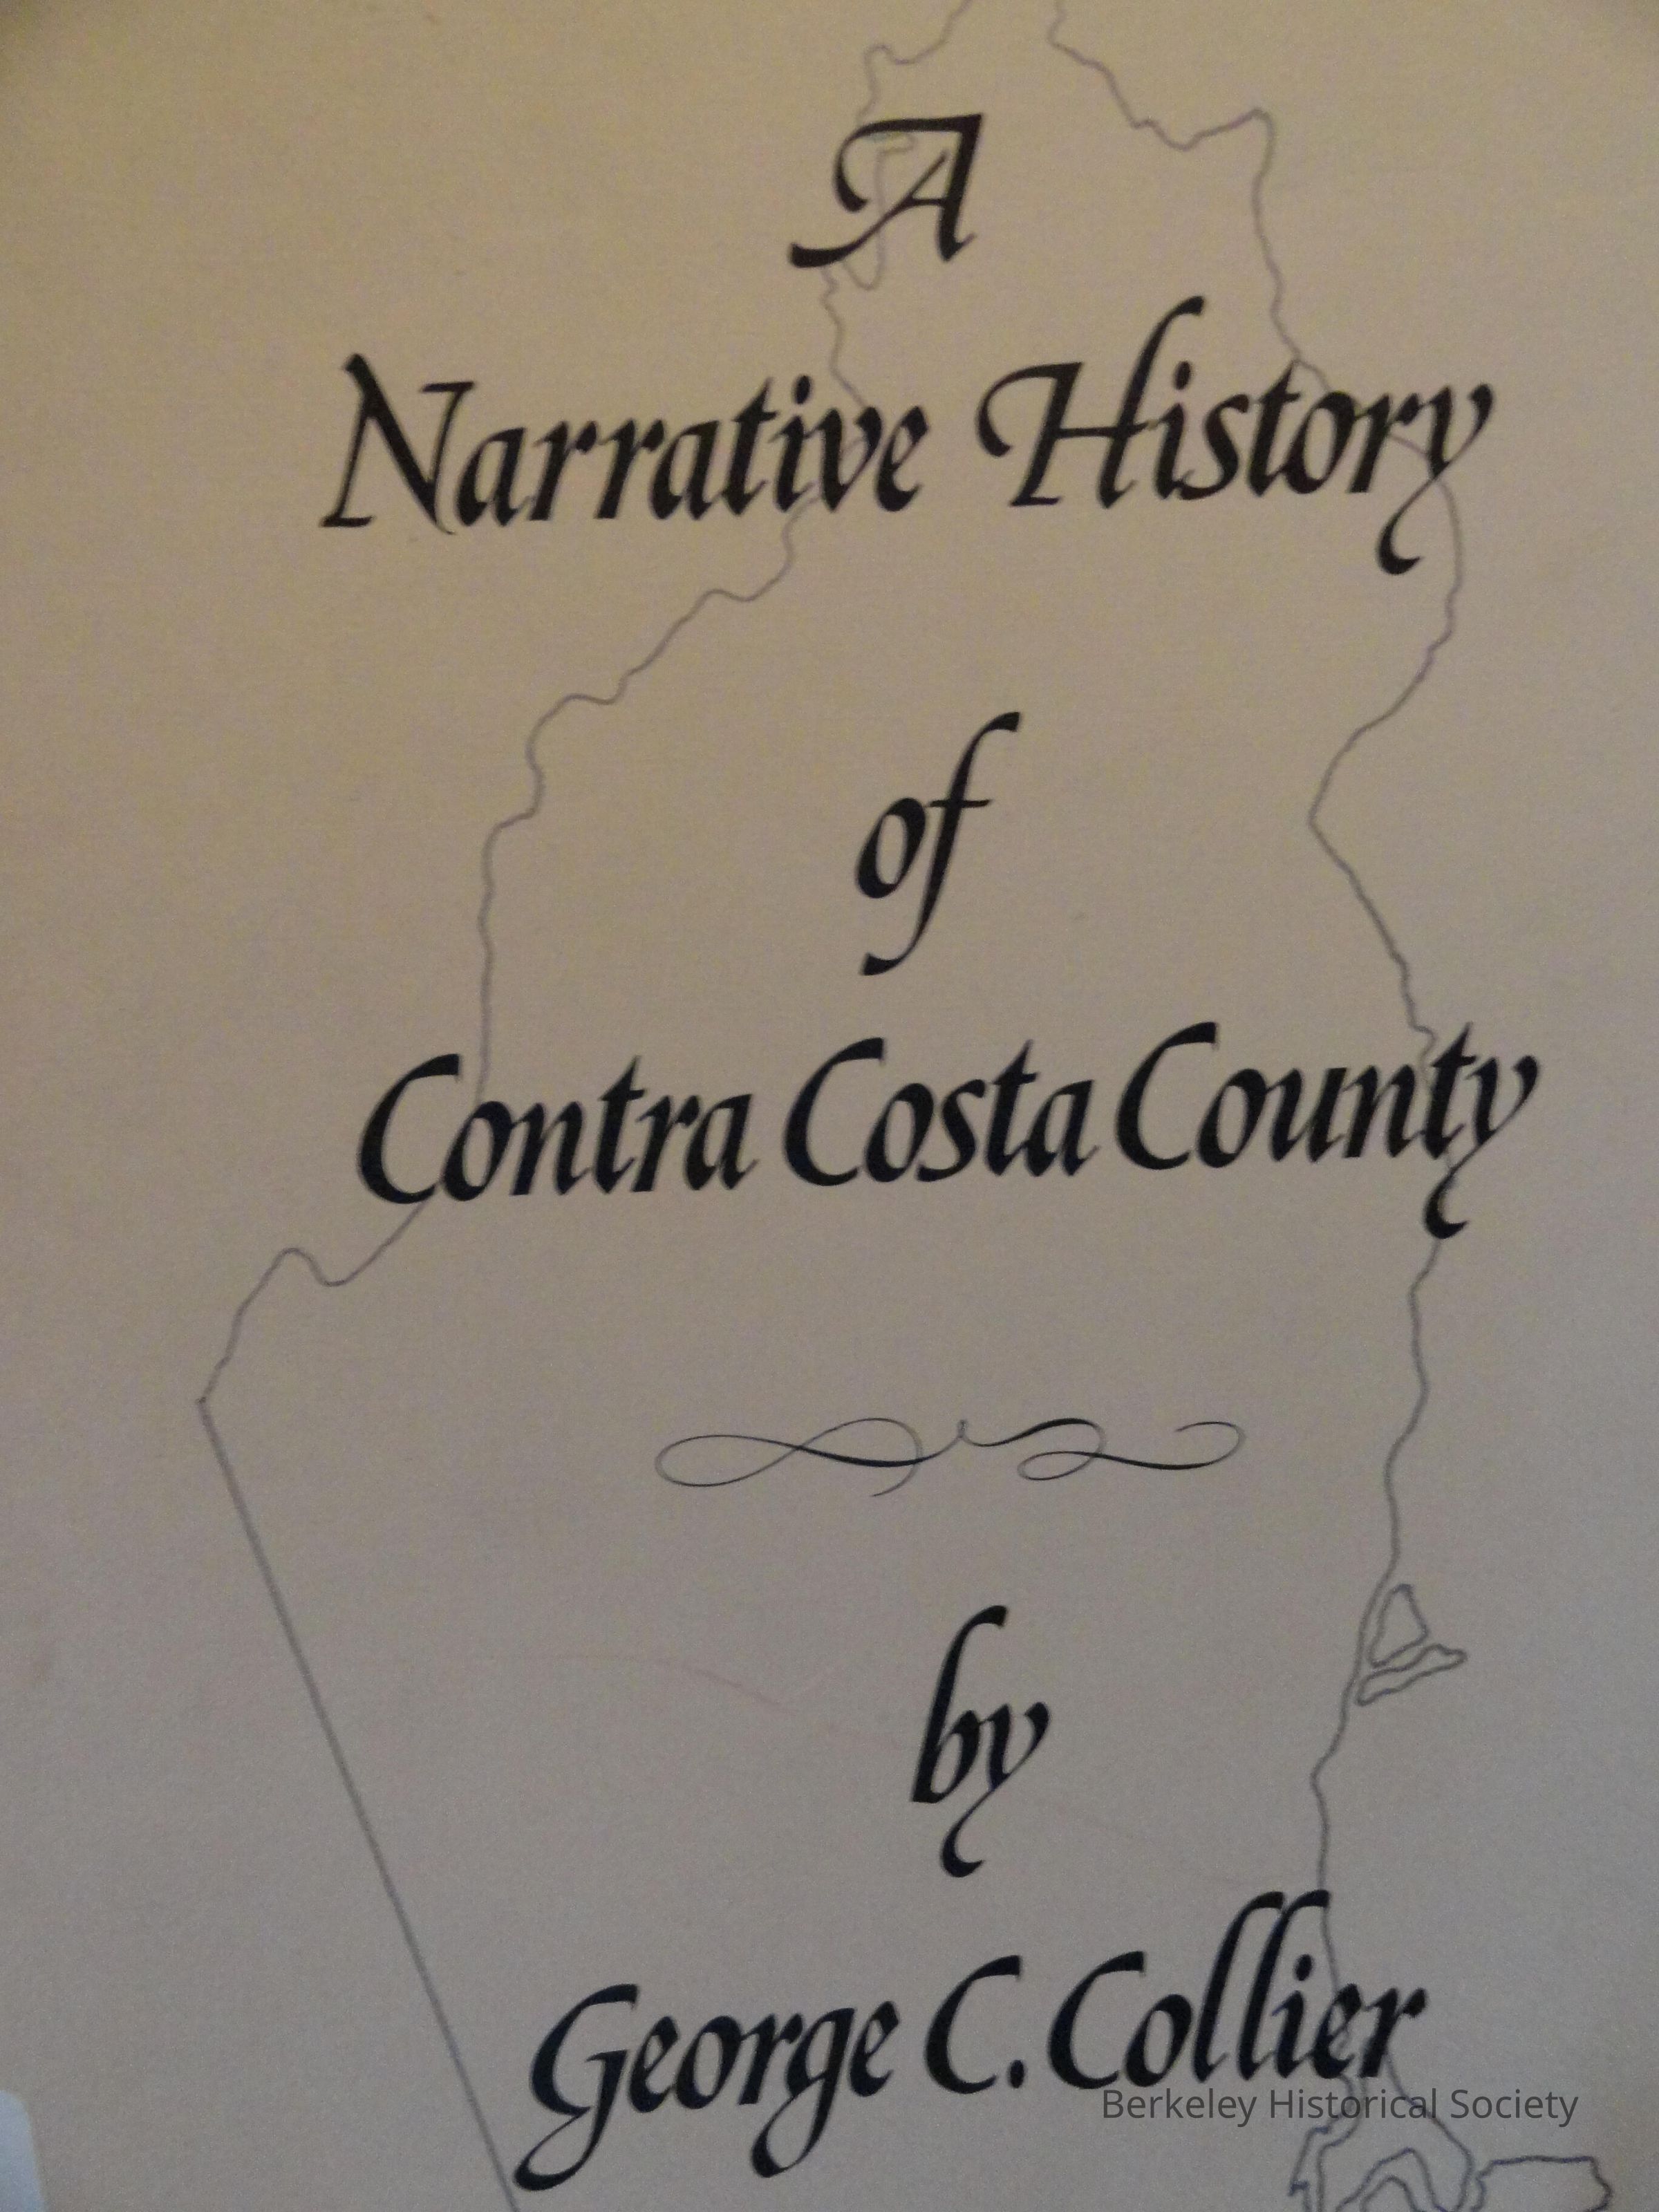 A
Narrative History
of
Contra Costa County
by
George C. Collier
Berkeley Historical Society